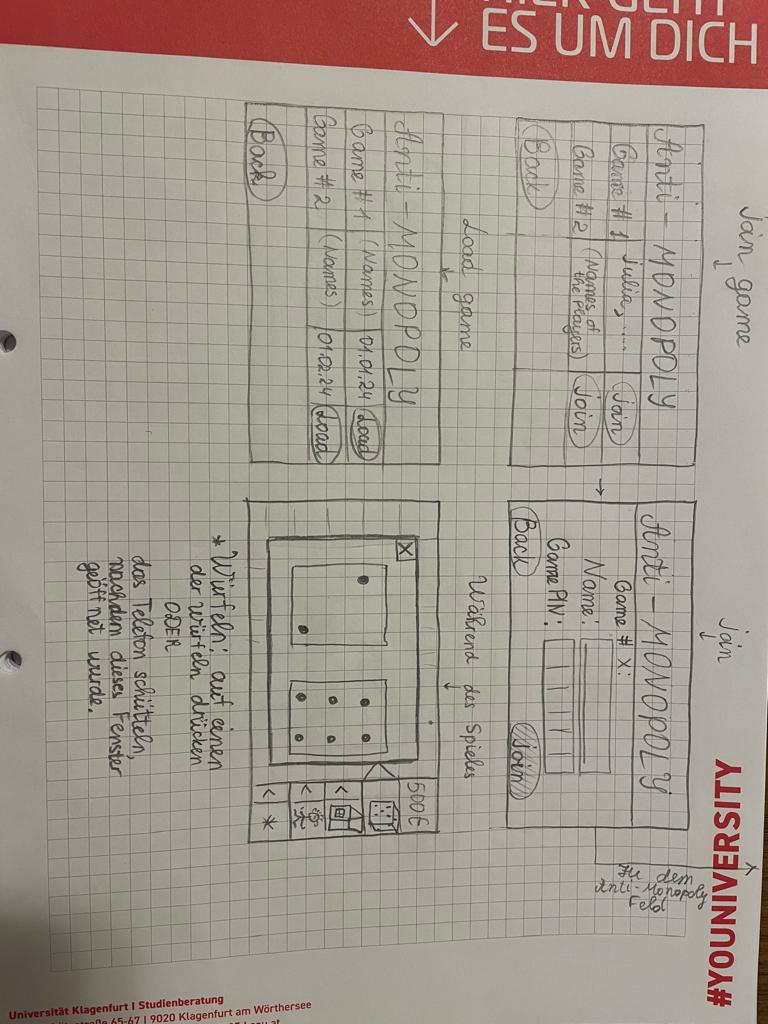 HIER GEHT
ES UM DICH
Join game
Anti-MONOPOLY
Game #1 Julia, .... Join
Game #2 (Names of the Players) Join
Back
join
Anti-MONOPOLY
Game # X:
Name:
Game PIN:
Back Join
Zu dem
Anti-Monopoly
Feld
Load game
Anti-MONOPOLY
Game #1 (Names) 01.01.24 Load
Game #2 (Names) 01.02.24 Load
Back
Während des Spieles
X
500€
<
<
< *
* Würfeln: auf einen
der Würfeln drücken
ODER
das Telefon schütteln,
nachdem dieses Fenster
geöffnet wurde.
#YOUNIVERSITY
Universität Klagenfurt | Studienberatung
65-67 | 9020 Klagenfurt am Wörthersee